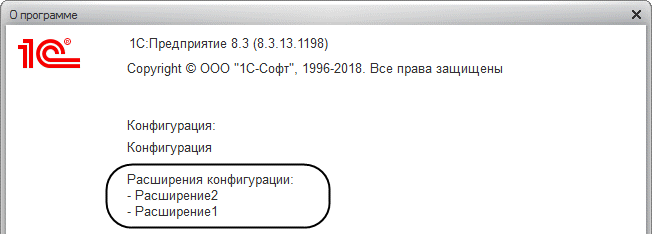 О программе
1С®
1С:Предприятие 8.3 (8.3.13.1198)
Copyright © ООО "1С-Софт", 1996-2018. Все права защищены
Конфигурация:
Конфигурация
Расширения конфигурации:
- Расширение2
- Расширение1